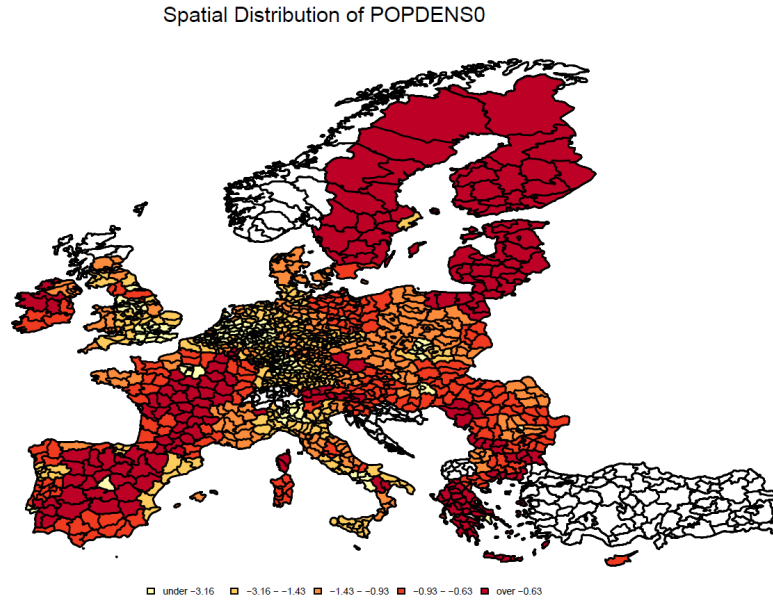 Spatial Distribution of POPDENS0
under −3.16 −3.16 − −1.43 −1.43 − −0.93 −0.93 − −0.63 over −0.63